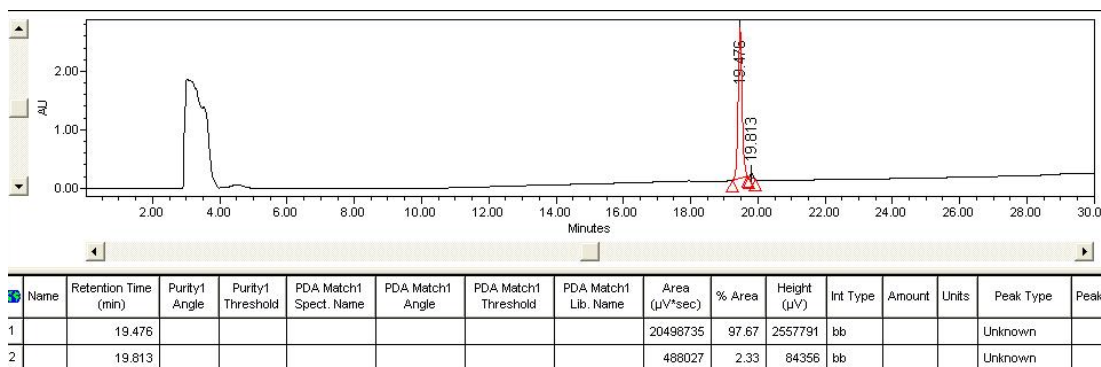 2.00
1.00
0.00
AU
19.476
19.813
2.00 4.00 6.00 8.00 10.00 12.00 14.00 16.00 18.00 20.00 22.00 24.00 26.00 28.00 30.0
Minutes
Name Retention Time (min) Purity1 Angle Purity1 Threshold PDA Match1 Spect. Name PDA Match1 Angle PDA Match1 Threshold PDA Match1 Lib. Name Area (µV*sec) % Area Height (µV) Int Type Amount Units Peak Type Peak
1 19.476 20498735 97.67 2557791 bb Unknown
2 19.813 488027 2.33 84356 bb Unknown